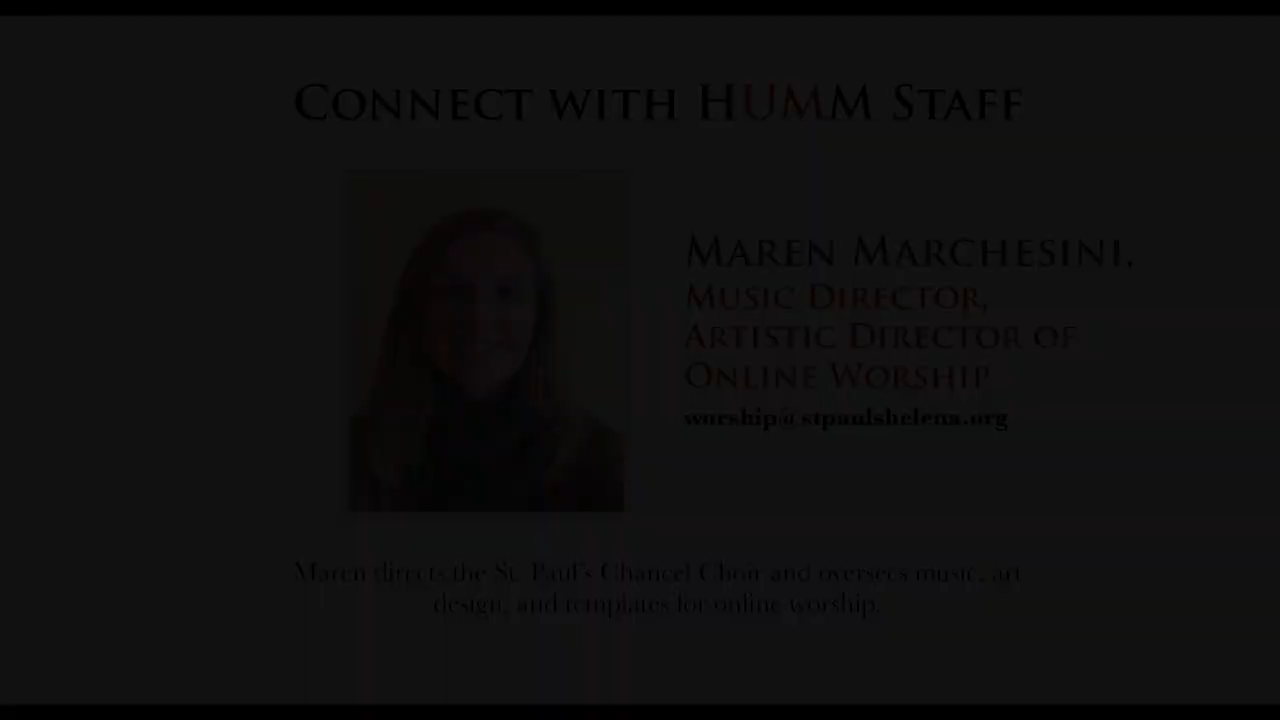 Connect with HUMM Staff
Maren Marchesini,
Music Director,
Artistic Director of
Online Worship
worship@stpaulshelena.org
Maren directs the St. Paul's Chancel Choir and oversees music, art
design, and templates for online worship.